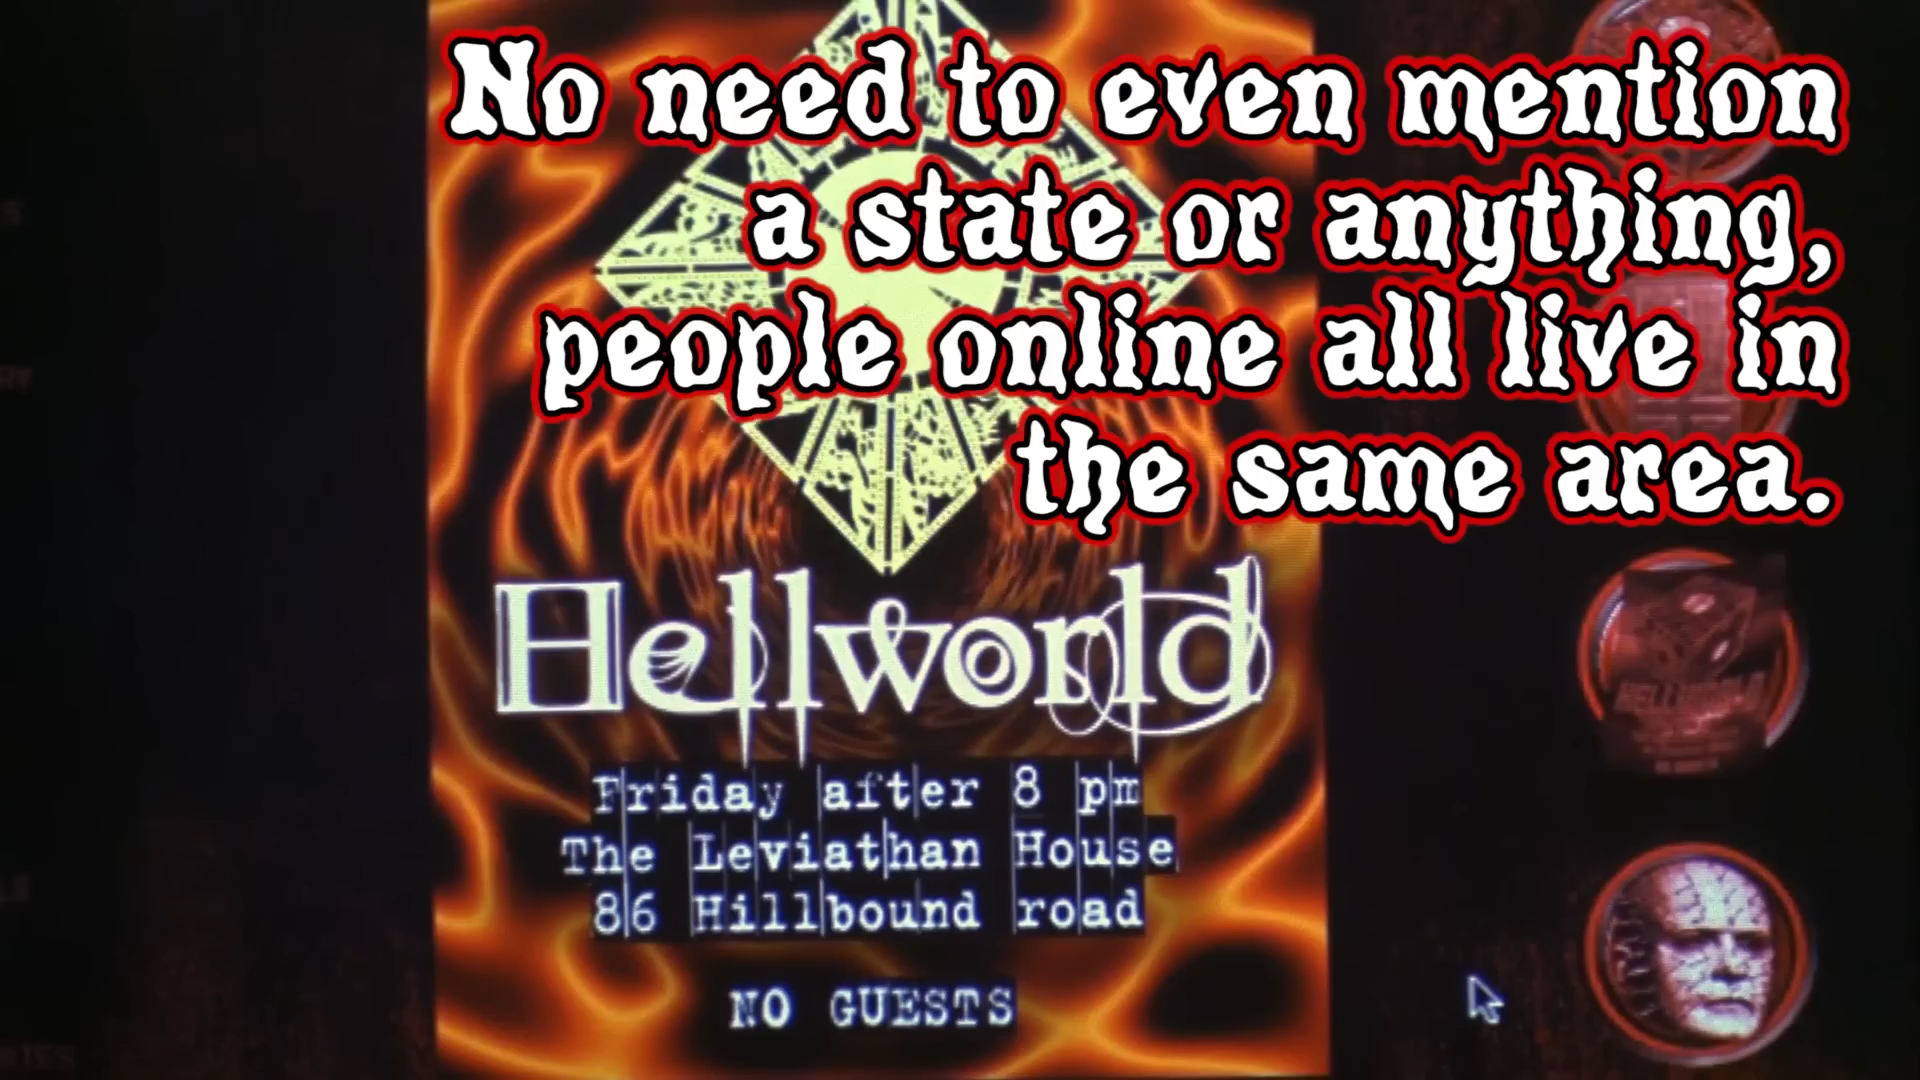 No need to even mention
a state or anything,
people online all live in
the same area.
Hellworld
Friday after 8 pm
The Leviathan House
86 Hillbound road
NO GUESTS
HELLWORLD